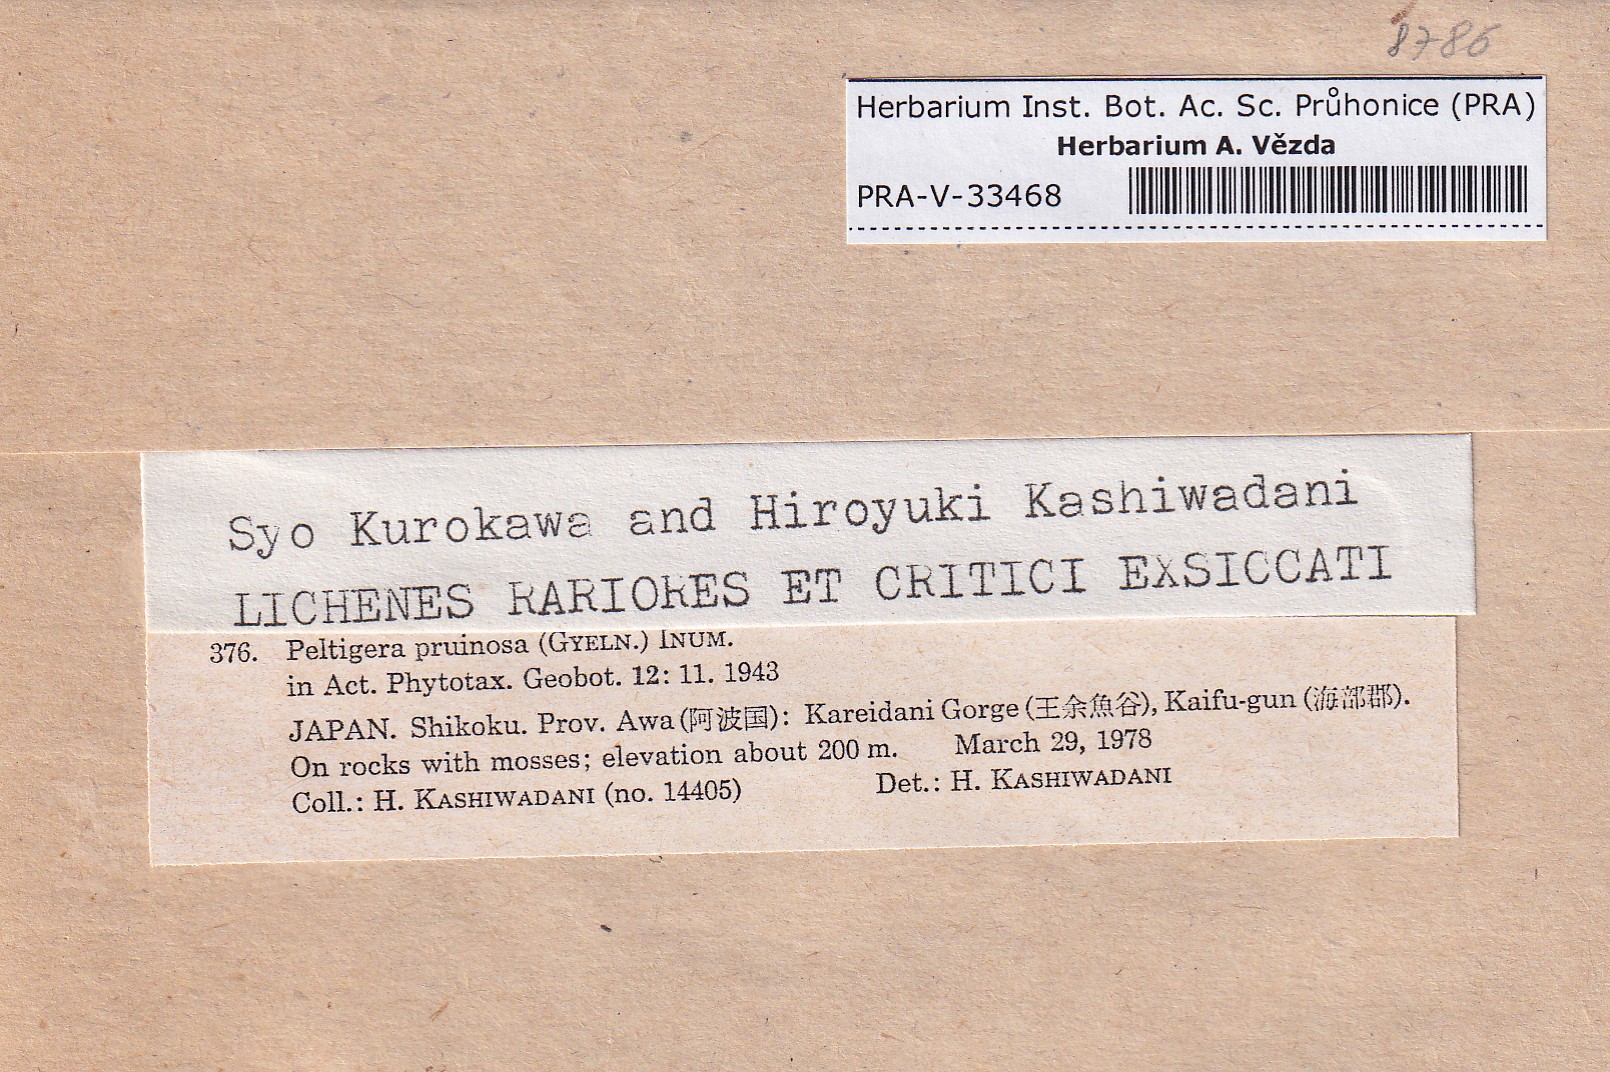 8786
Herbarium Inst. Bot. Ac. Sc. Průhonice (PRA)
Herbarium A. Vězda
PRA-V-33468
Syo Kurokawa and Hiroyuki Kashiwadani
LICHENES RARIORES ET CRITICI EXSICCATI
376. Peltigera pruinosa (GYELN.) INUM.
in Act. Phytotax. Geobot. 12: 11. 1943
JAPAN. Shikoku. Prov. Awa (阿波国): Kareidani Gorge (王余魚谷), Kaifu-gun (海部郡).
On rocks with mosses; elevation about 200 m. March 29, 1978
Coll.: H. KASHIWADANI (no. 14405) Det.: H. KASHIWADANI